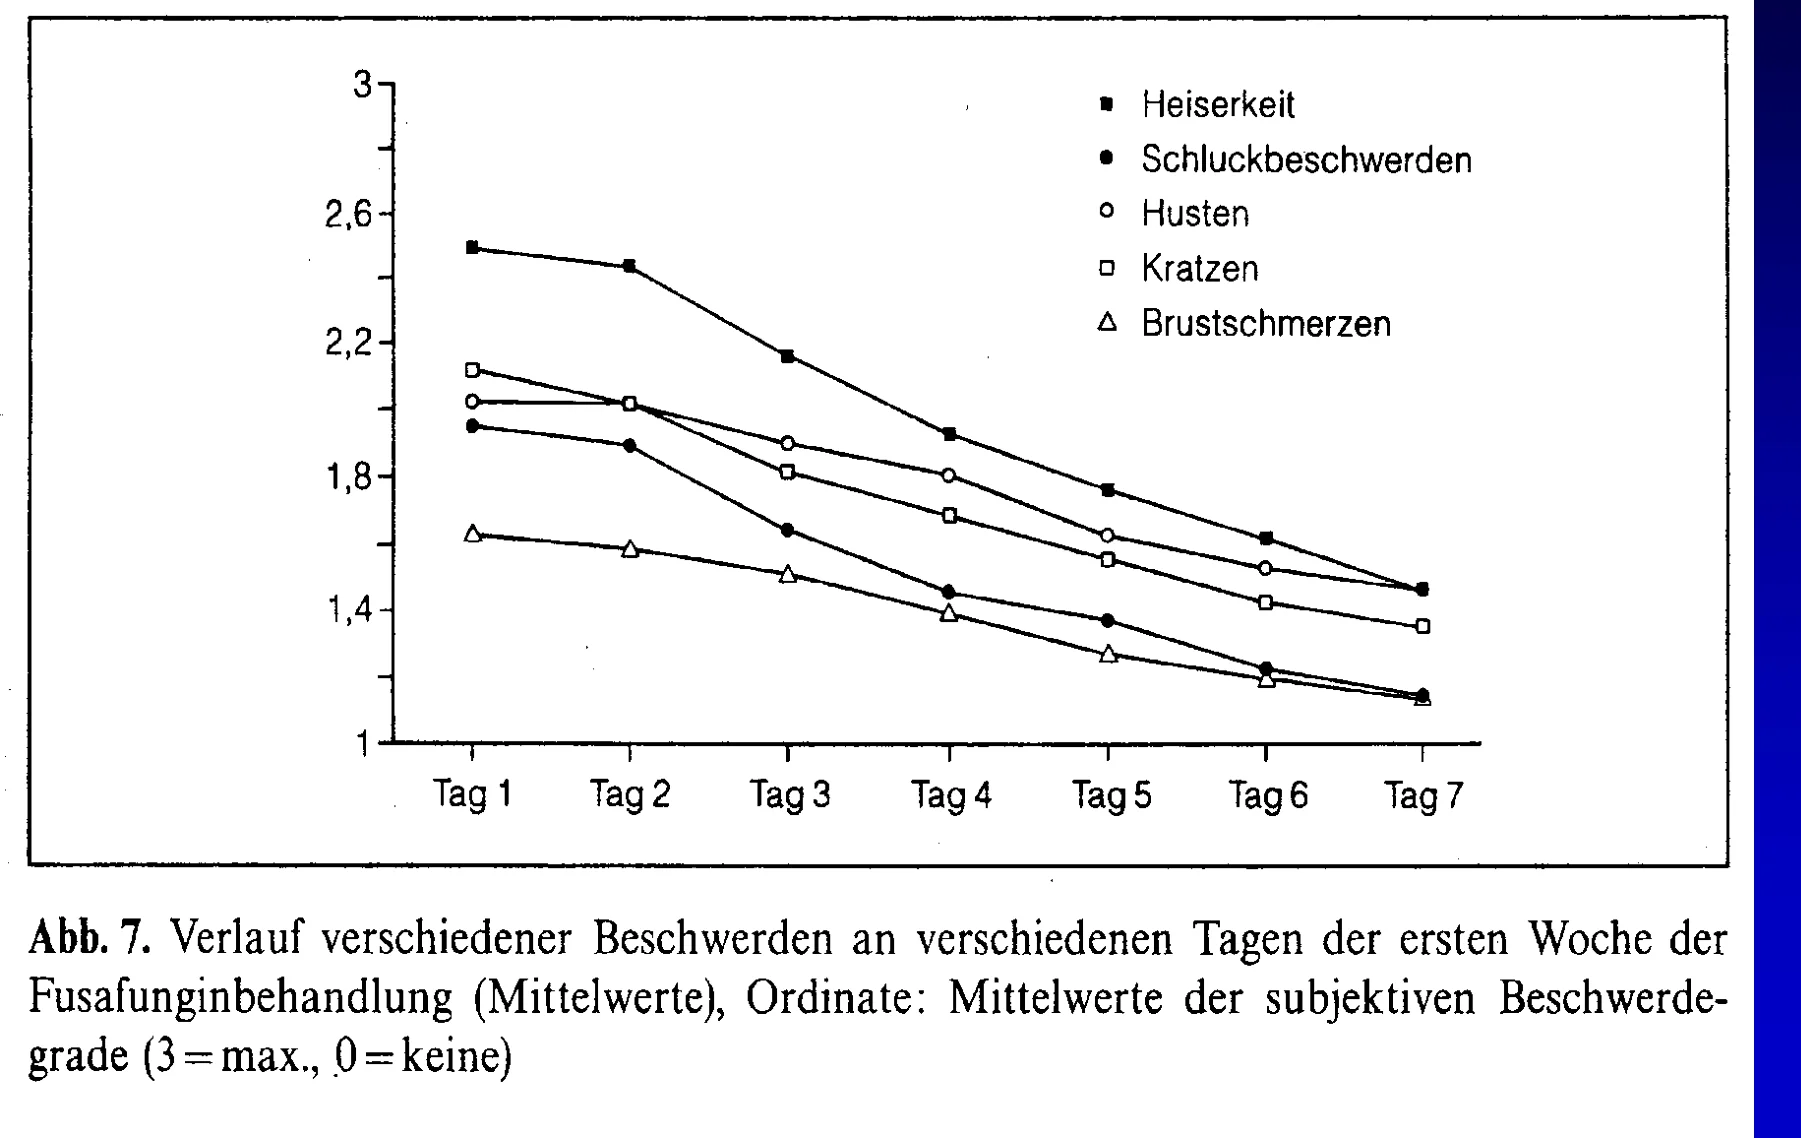 3
2,6
2,2
1,8
1,4
1
Heiserkeit
Schluckbeschwerden
Husten
Kratzen
Brustschmerzen
Tag 1 Tag 2 Tag 3 Tag 4 Tag 5 Tag 6 Tag 7
Abb. 7. Verlauf verschiedener Beschwerden an verschiedenen Tagen der ersten Woche der
Fusafunginbehandlung (Mittelwerte), Ordinate: Mittelwerte der subjektiven Beschwerde-
grade (3 = max., 0 = keine)